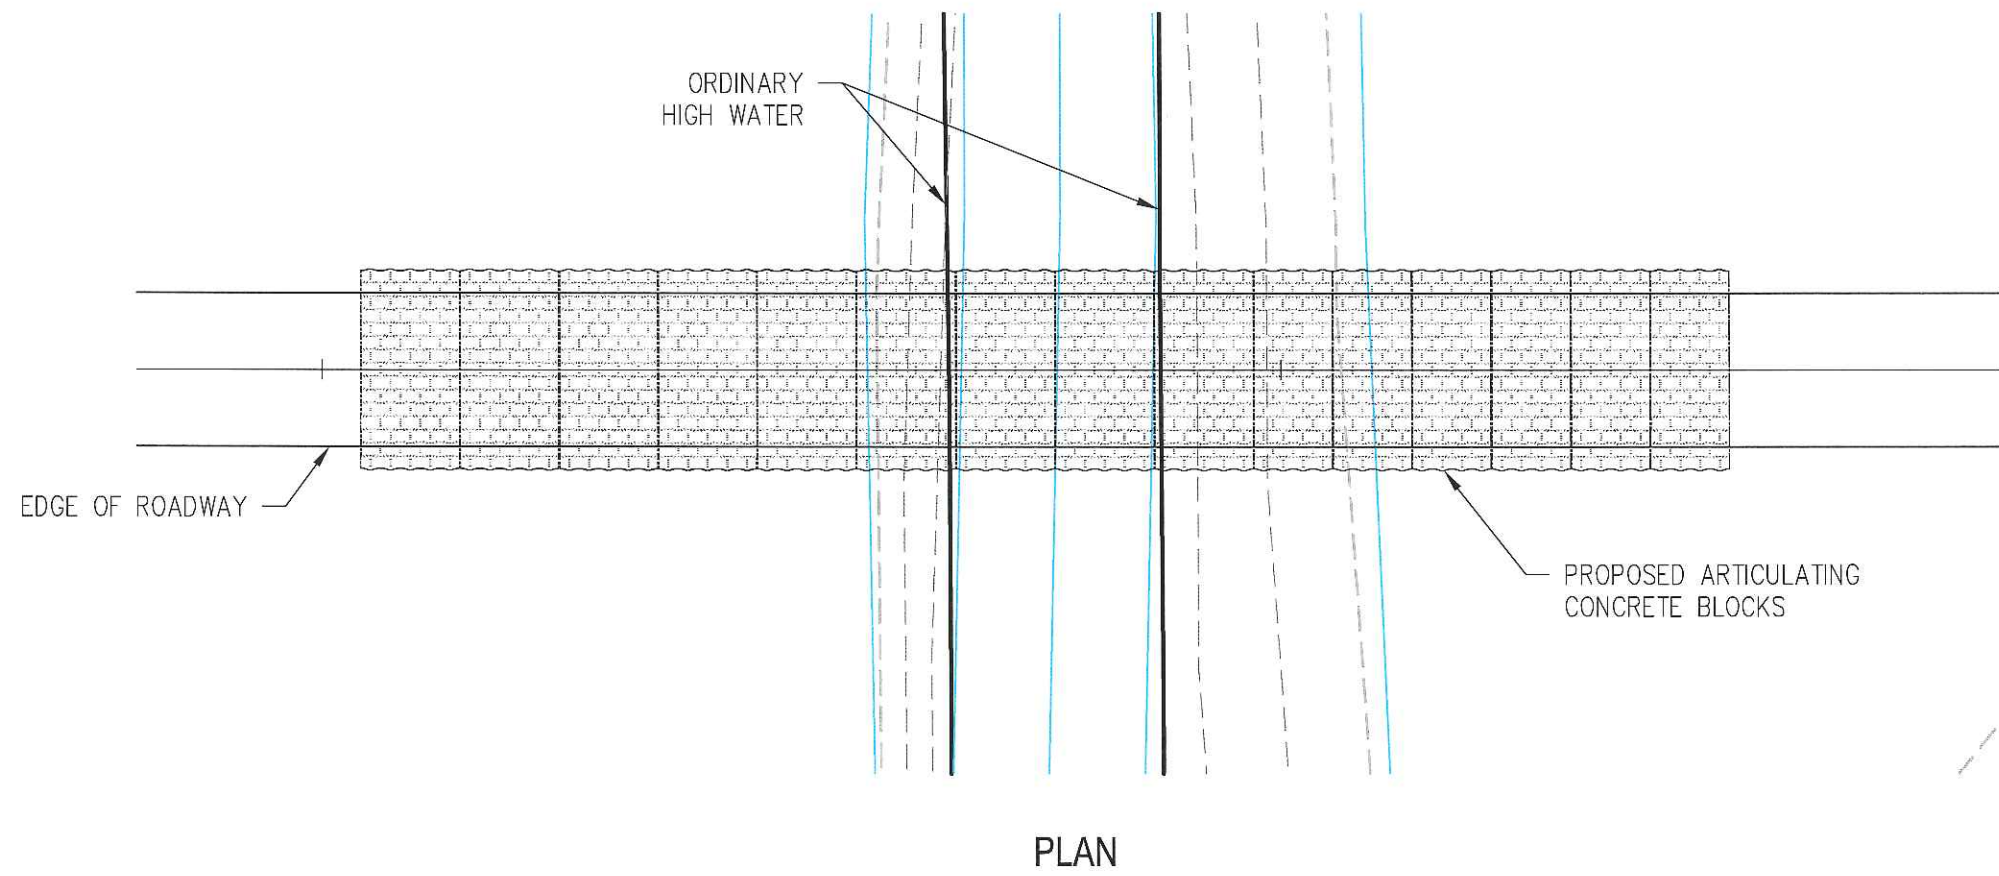 ORDINARY
HIGH WATER
EDGE OF ROADWAY
PROPOSED ARTICULATING
CONCRETE BLOCKS
PLAN